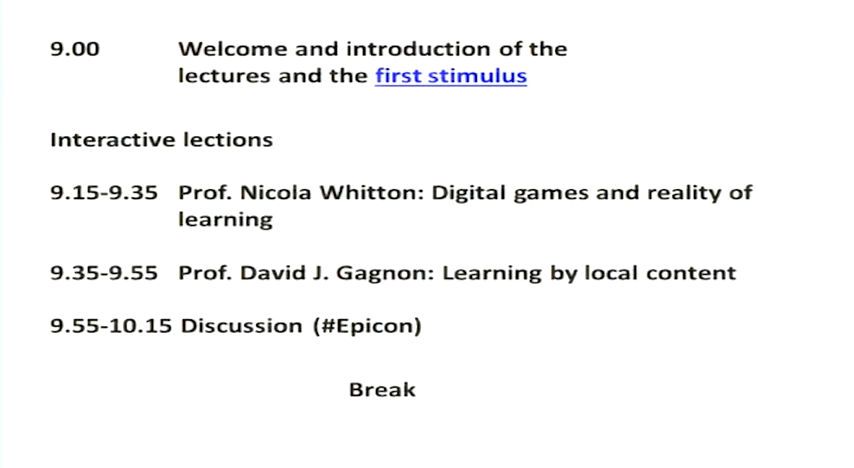 9.00 Welcome and introduction of the
lectures and the first stimulus
Interactive lections
9.15-9.35 Prof. Nicola Whitton: Digital games and reality of
learning
9.35-9.55 Prof. David J. Gagnon: Learning by local content
9.55-10.15 Discussion (#Epicon)
Break